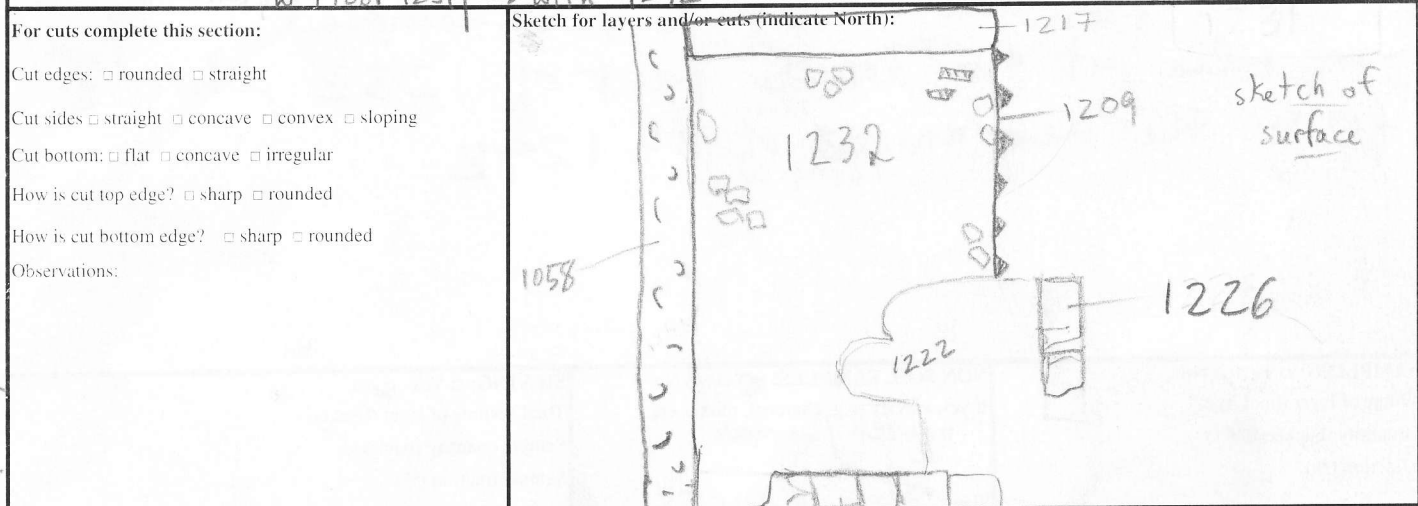 For cuts complete this section:
Cut edges: □ rounded □ straight
Cut sides □ straight □ concave □ convex □ sloping
Cut bottom: □ flat □ concave □ irregular
How is cut top edge? □ sharp □ rounded
How is cut bottom edge? □ sharp □ rounded
Observations:
Sketch for layers and/or cuts (indicate North):
1217
1209
sketch of
surface
1232
1058
1226
1222